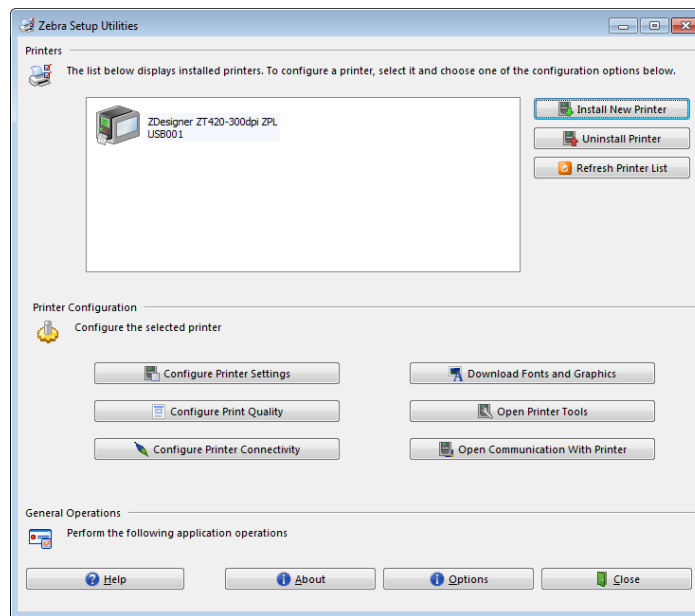 Zebra Setup Utilities
Printers
The list below displays installed printers. To configure a printer, select it and choose one of the configuration options below.
ZDesigner ZT420-300dpi ZPL
USB001
Install New Printer
Uninstall Printer
Refresh Printer List
Printer Configuration
Configure the selected printer
Configure Printer Settings
Download Fonts and Graphics
Configure Print Quality
Open Printer Tools
Configure Printer Connectivity
Open Communication With Printer
General Operations
Perform the following application operations
Help
About
Options
Close